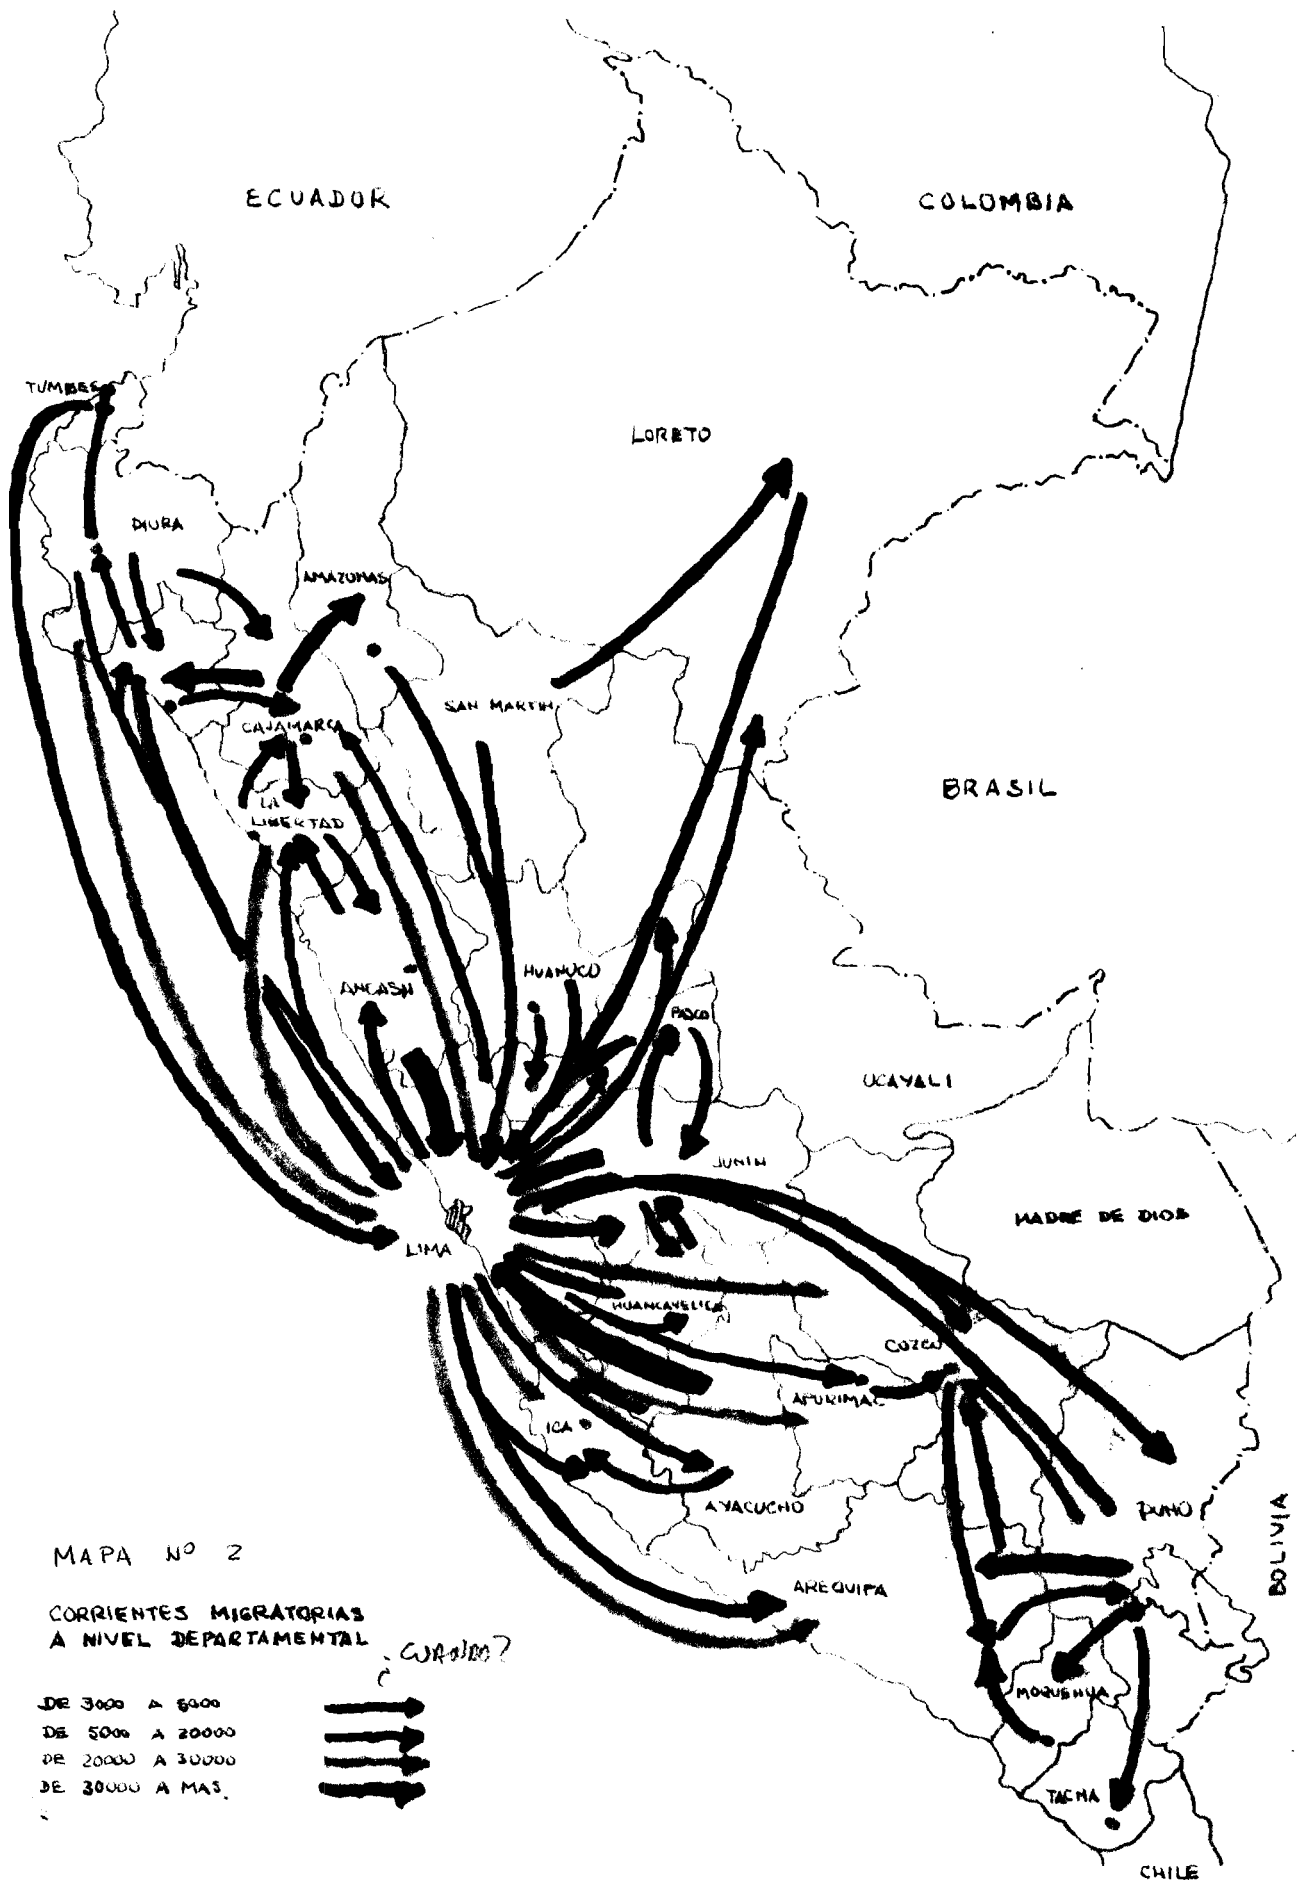 ECUADOR
COLOMBIA
TUMBES
LORETO
PIURA
AMAZONAS
SAN MARTIN
CAJAMARCA
LA
LIBERTAD
BRASIL
ANCASH
HUANUCO
PASCO
UCAYALI
JUNIN
MADRE DE DIOS
LIMA
HUANCAVELICA
COZCO
APURIMAC
ICA
AYACUCHO
PUNO
BOLIVIA
AREQUIPA
MOQUEHUA
TACNA
CHILE
MAPA Nº 2
CORRIENTES MIGRATORIAS
A NIVEL DEPARTAMENTAL
¿CUANDO?
DE 3000 A 5000
DE 5000 A 20000
DE 20000 A 30000
DE 30000 A MAS.